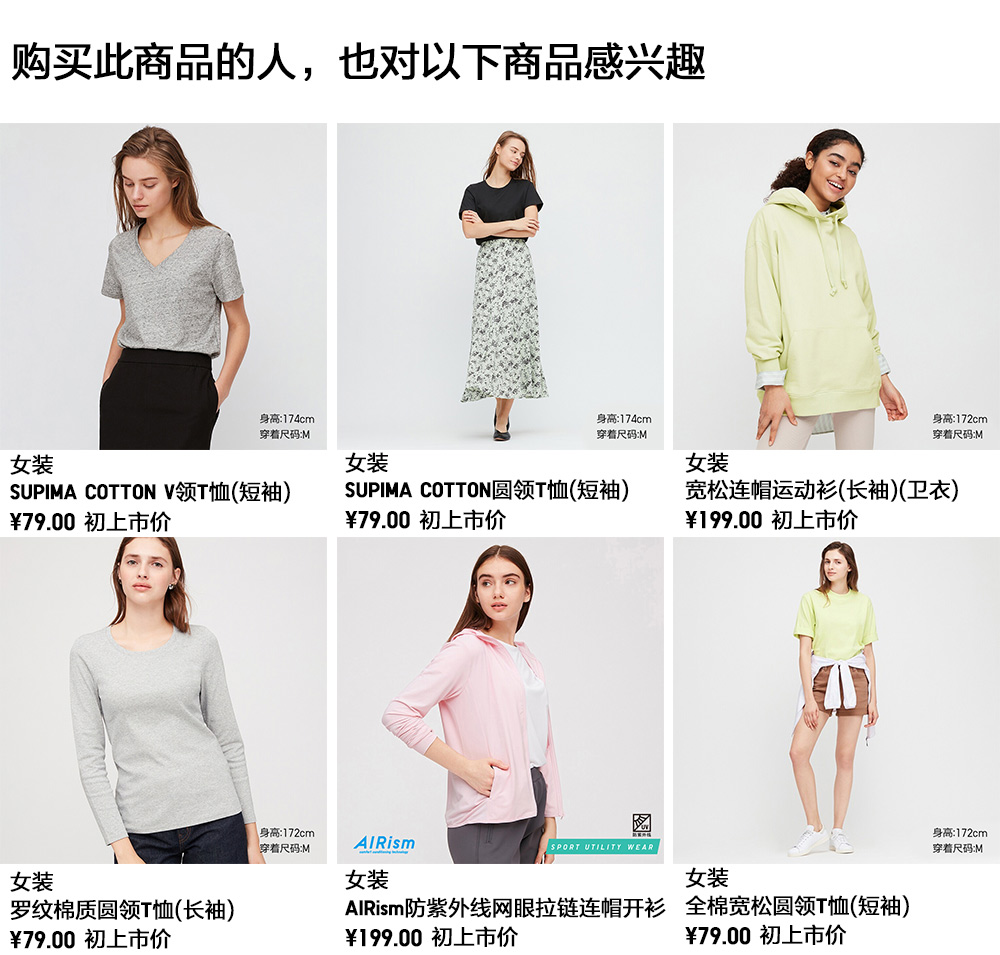 购买此商品的人，也对以下商品感兴趣
身高:174cm
穿着尺码:M
身高:174cm
穿着尺码:M
身高:172cm
穿着尺码:M
女装
SUPIMA COTTON V领T恤(短袖)
¥79.00 初上市价
女装
SUPIMA COTTON圆领T恤(短袖)
¥79.00 初上市价
女装
宽松连帽运动衫(长袖)(卫衣)
¥199.00 初上市价
身高:172cm
穿着尺码:M
AIRism
comfort conditioning technology
UV
防紫外线
SPORT UTILITY WEAR
身高:172cm
穿着尺码:M
女装
罗纹棉质圆领T恤(长袖)
¥79.00 初上市价
女装
AIRism防紫外线网眼拉链连帽开衫
¥199.00 初上市价
女装
全棉宽松圆领T恤(短袖)
¥79.00 初上市价